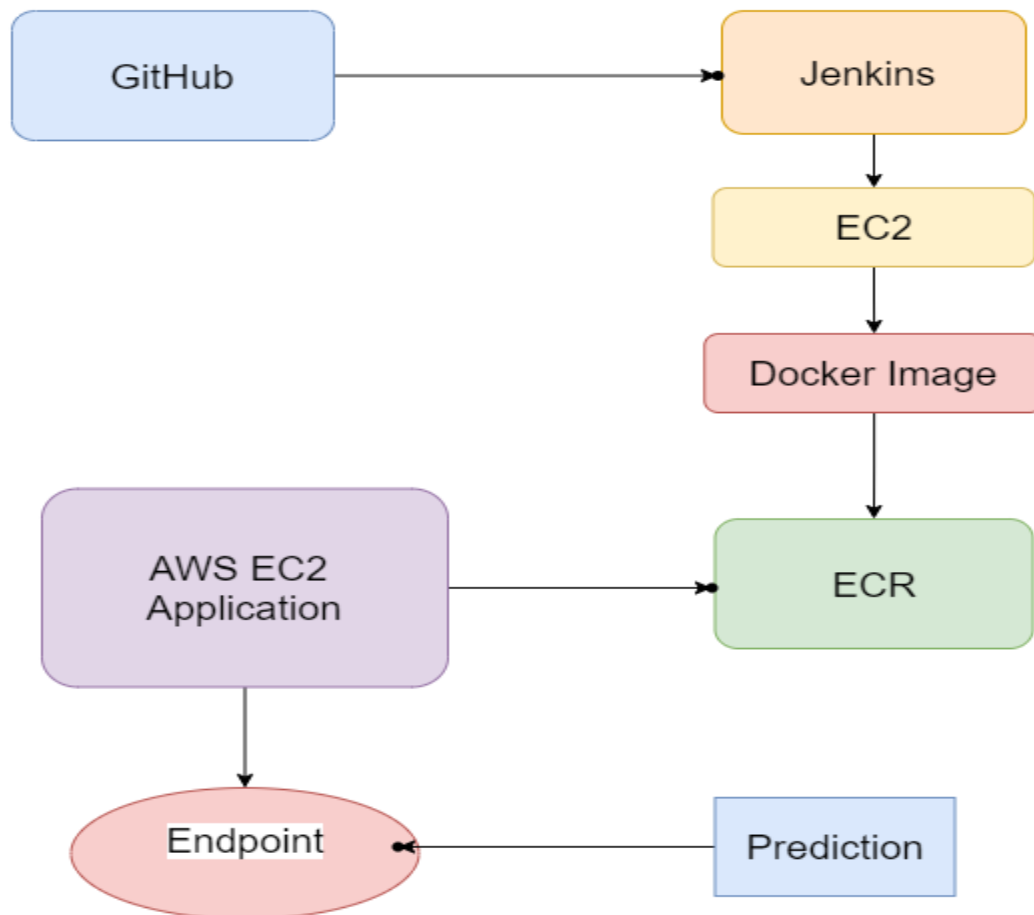 GitHub
Jenkins
EC2
Docker Image
AWS EC2
Application
ECR
Endpoint
Prediction